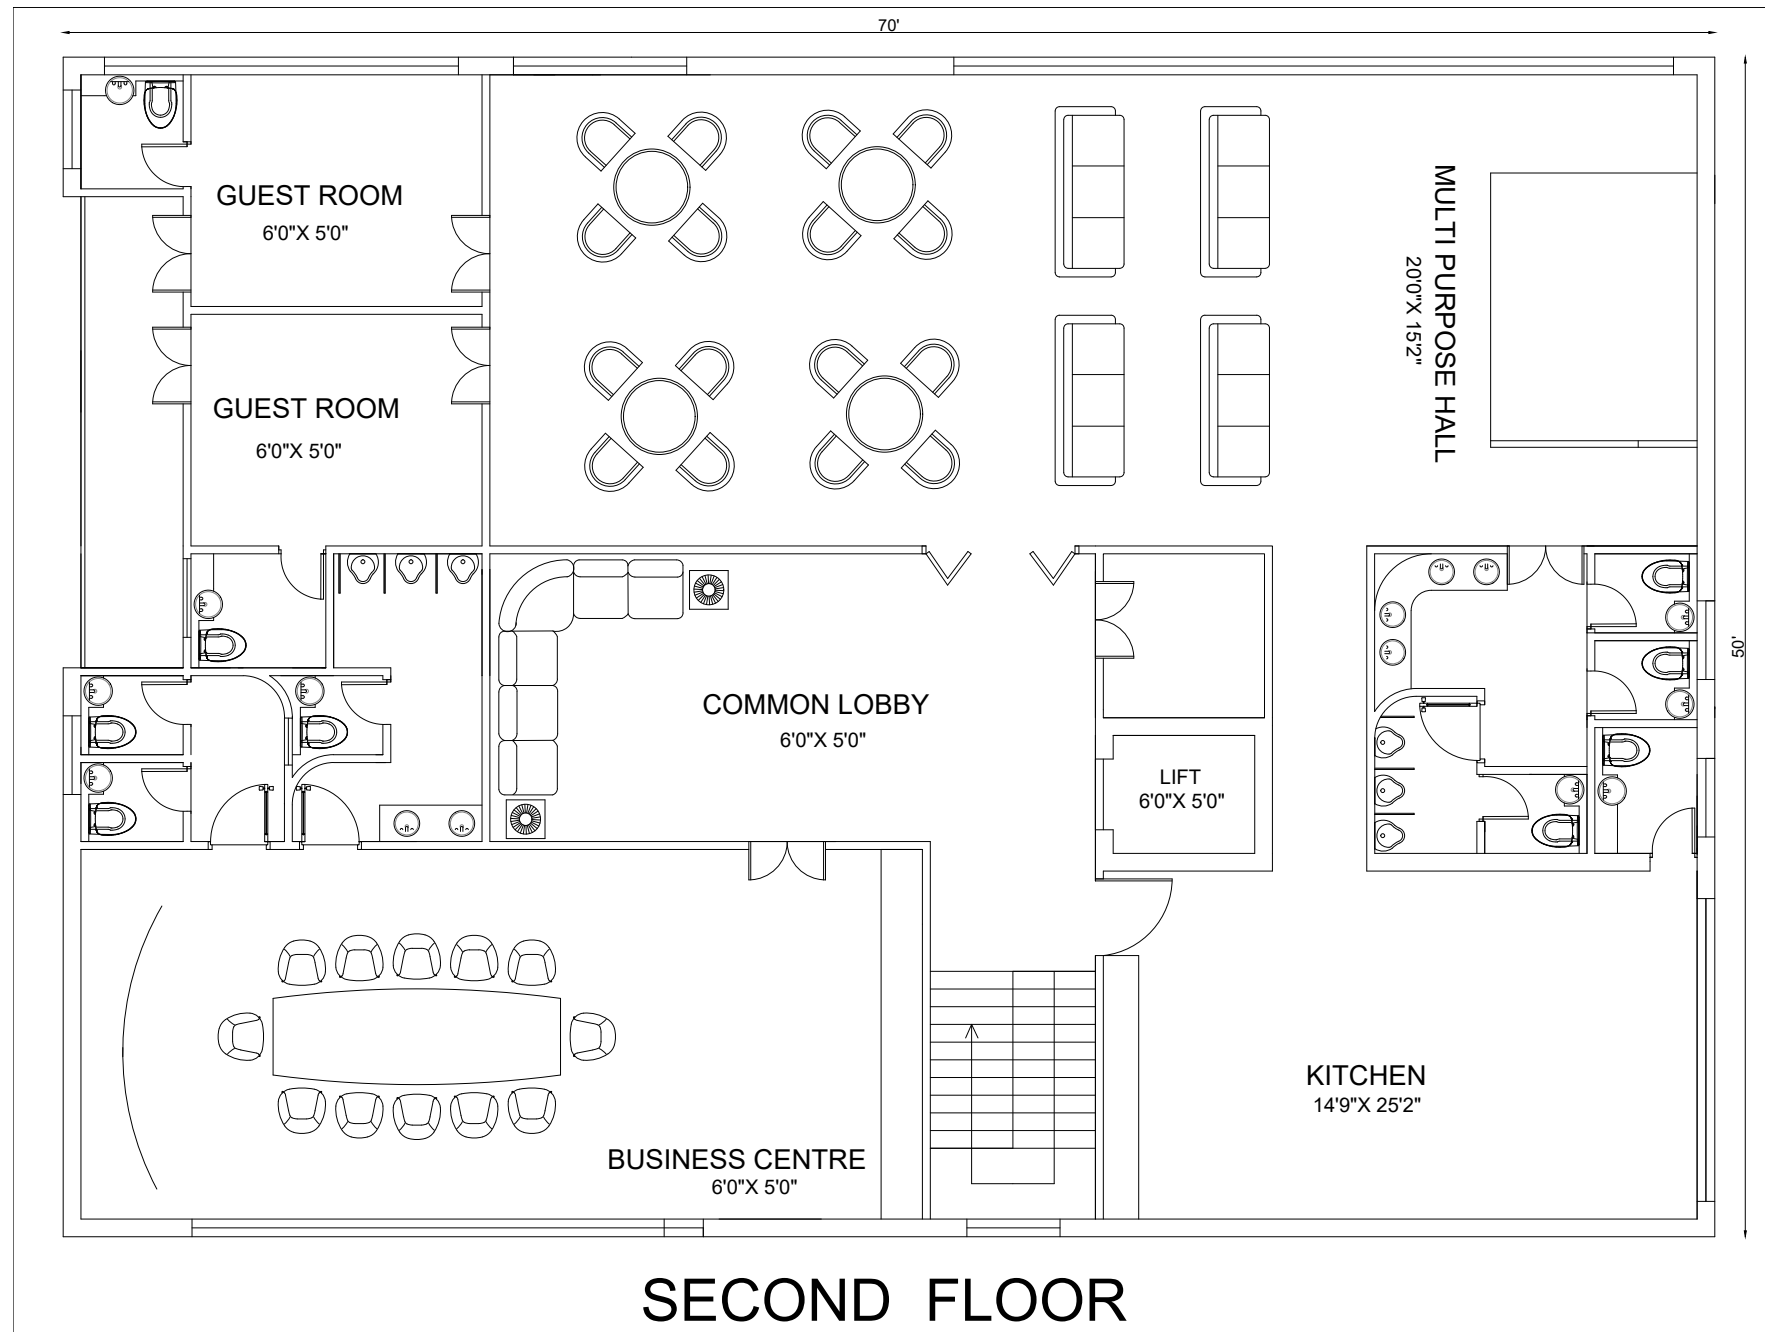 70'
GUEST ROOM
6'0"X 5'0"
MULTI PURPOSE HALL
20'0"X 15'2"
GUEST ROOM
6'0"X 5'0"
50'
COMMON LOBBY
6'0"X 5'0"
LIFT
6'0"X 5'0"
KITCHEN
14'9"X 25'2"
BUSINESS CENTRE
6'0"X 5'0"
SECOND FLOOR